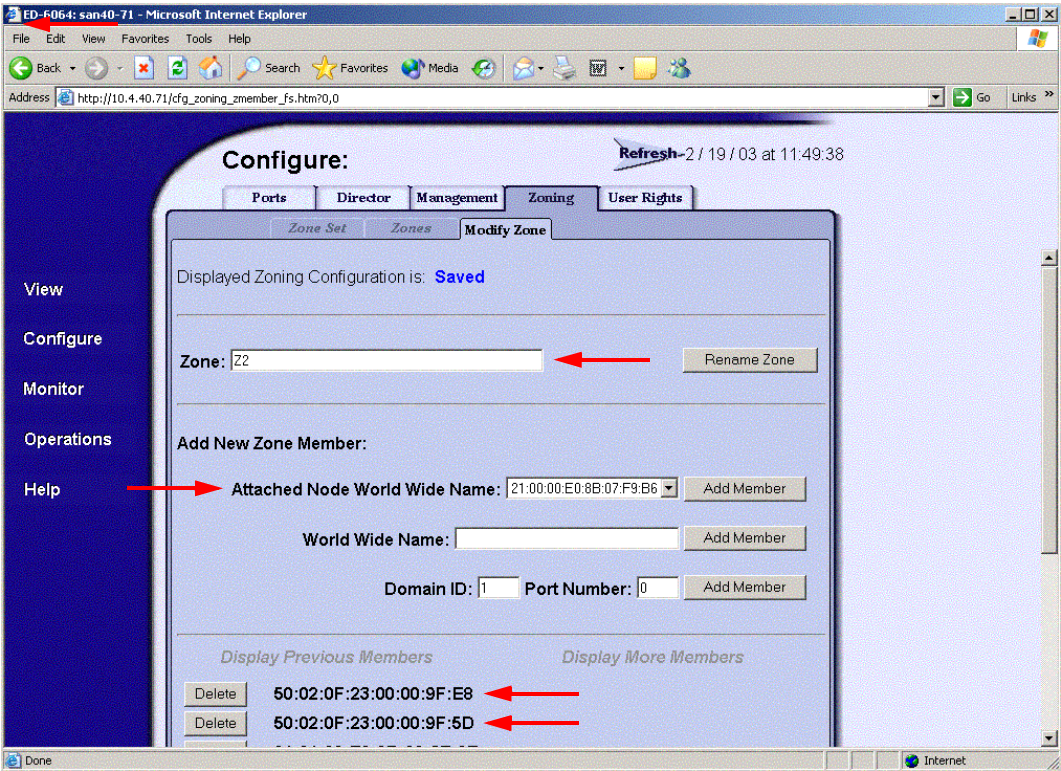 ED-6064: san40-71 - Microsoft Internet Explorer
File Edit View Favorites Tools Help
Back Search Favorites Media
Address http://10.4.40.71/cfg_zoning_zmember_fs.htm?0,0 Go Links »
Configure:
Refresh-2 / 19 / 03 at 11:49:38
Ports Director Management Zoning User Rights
Zone Set Zones Modify Zone
Displayed Zoning Configuration is: Saved
View
Configure
Monitor
Operations
Help
Zone: Z2 Rename Zone
Add New Zone Member:
Attached Node World Wide Name: 21:00:00:E0:8B:07:F9:B6 Add Member
World Wide Name: Add Member
Domain ID: 1 Port Number: 0 Add Member
Display Previous Members Display More Members
Delete 50:02:0F:23:00:00:9F:E8
Delete 50:02:0F:23:00:00:9F:5D
Done Internet